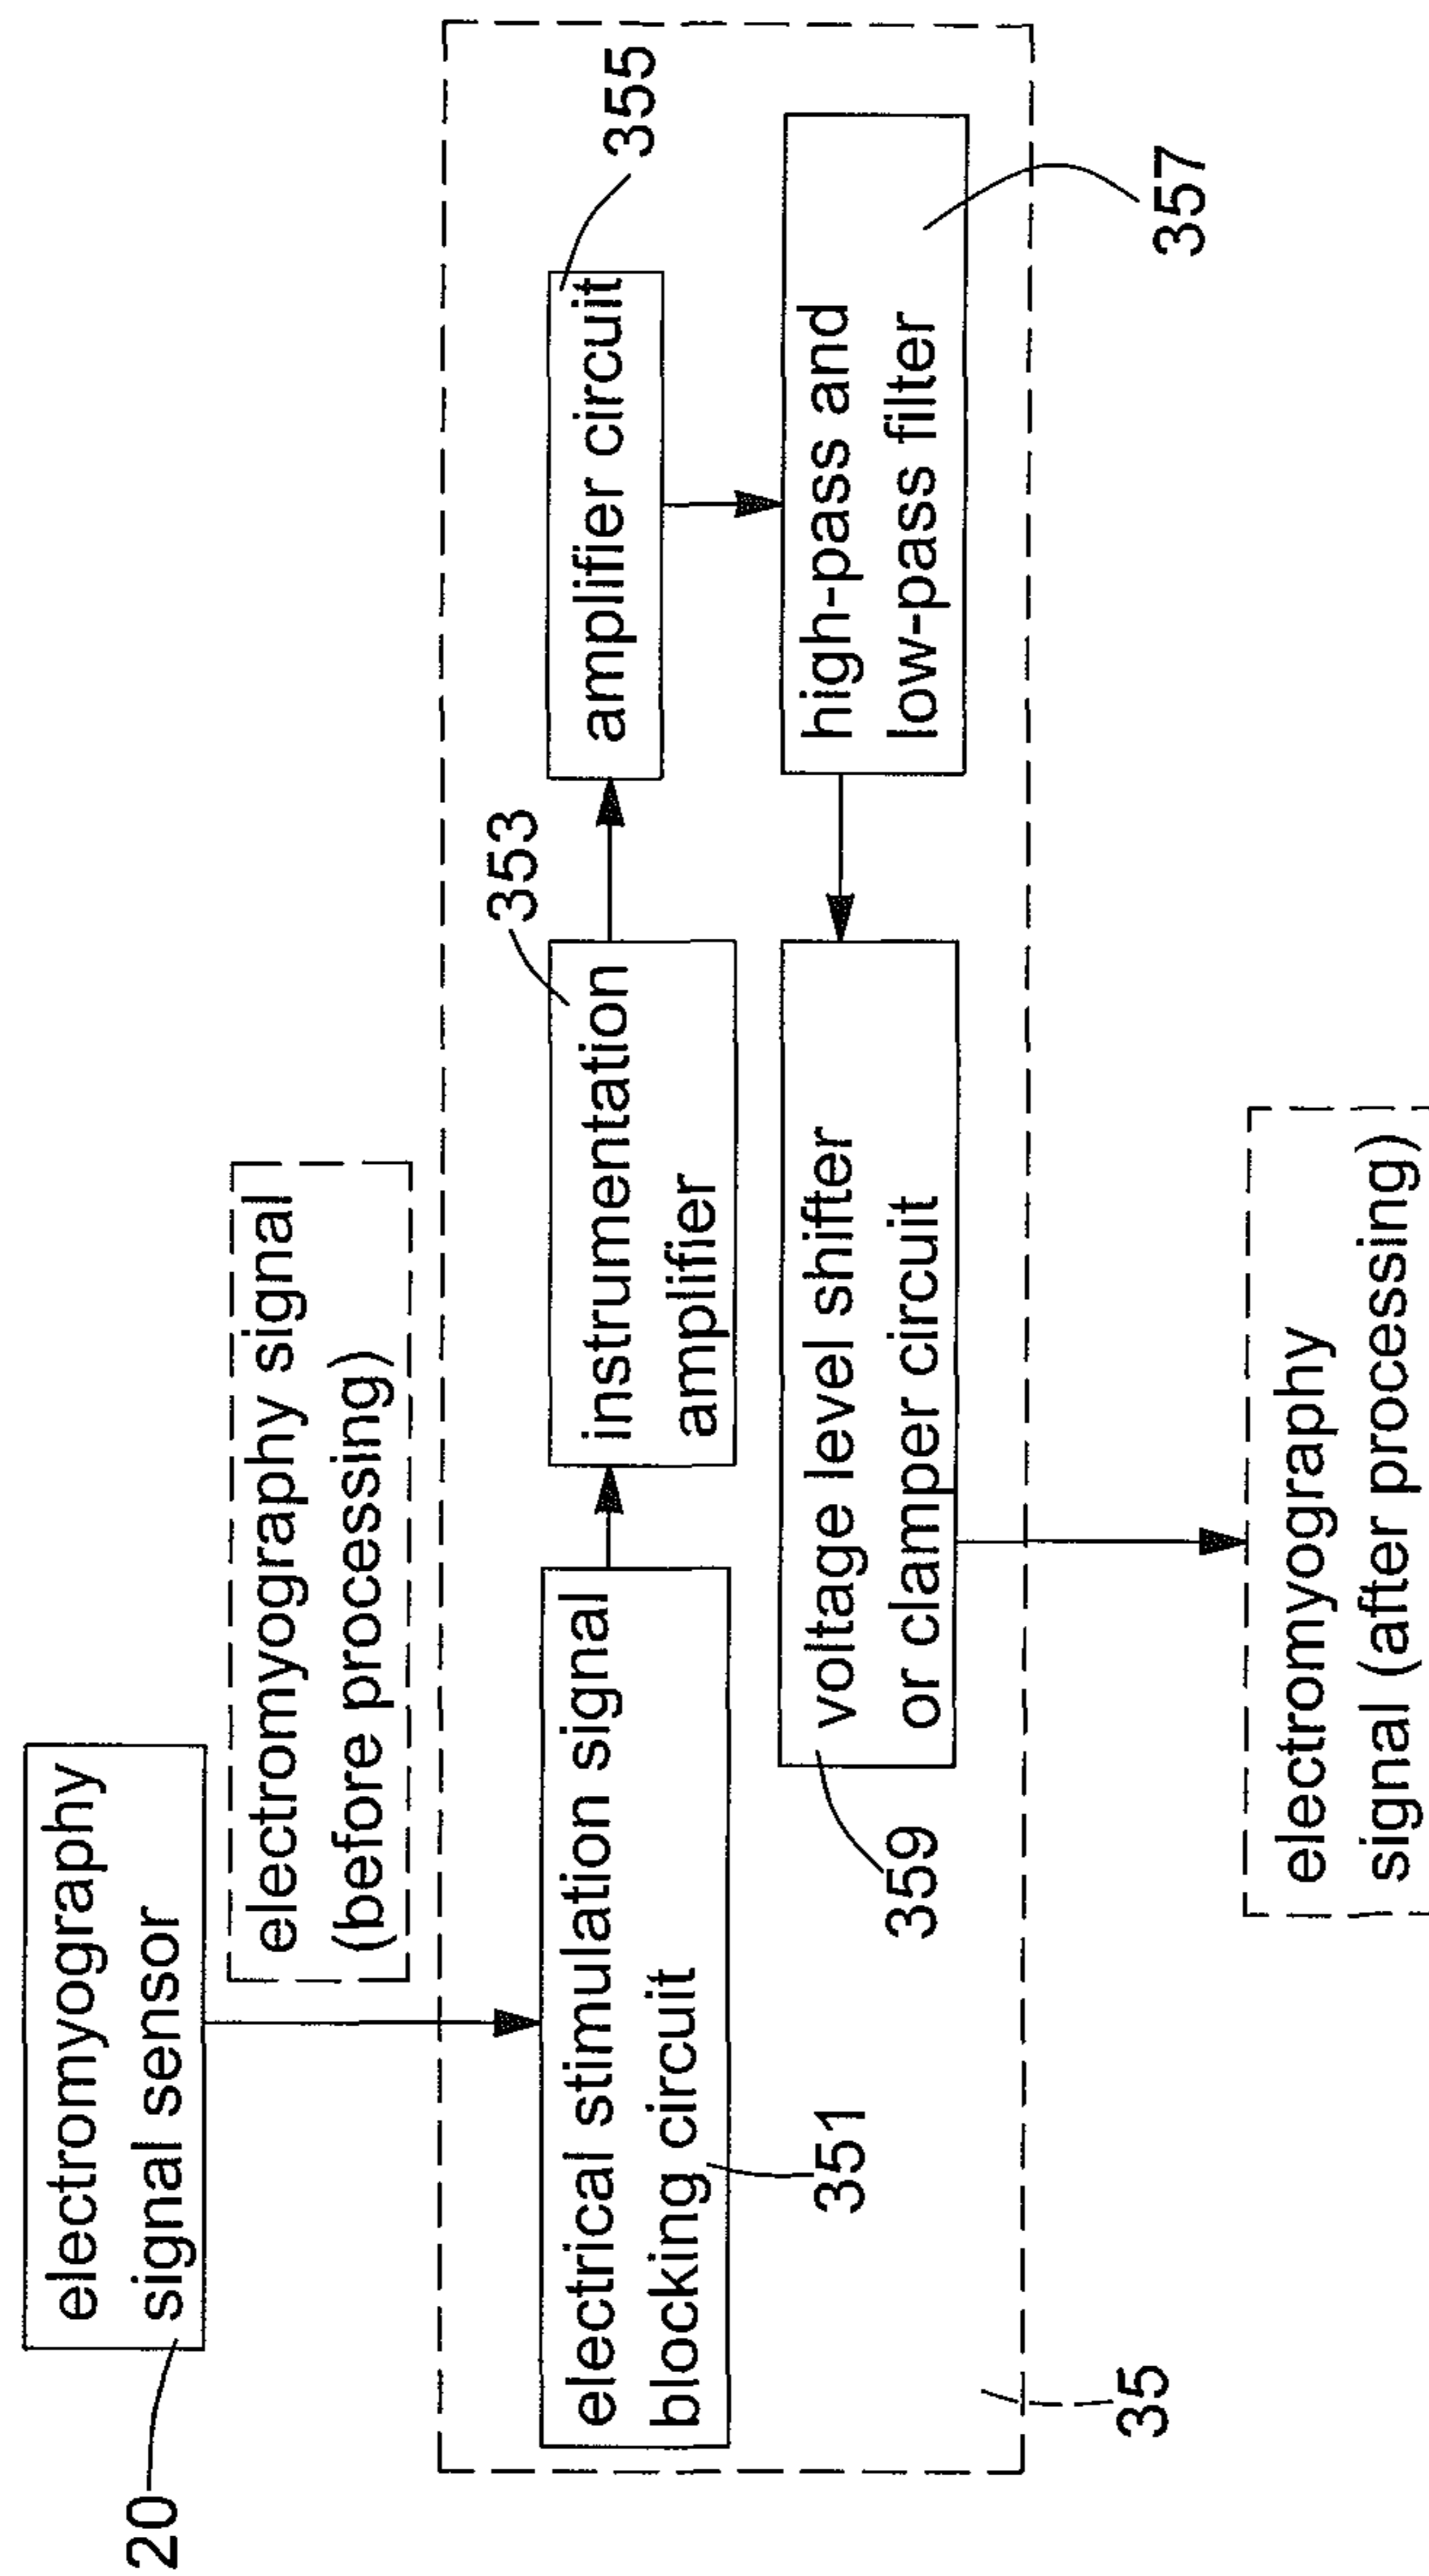 20
electromyography
signal sensor
electromyography signal
(before processing)
electrical stimulation signal
blocking circuit
351
353
instrumentation
amplifier
355
amplifier circuit
high-pass and
low-pass filter
357
voltage level shifter
or clamper circuit
359
35
electromyography
signal (after processing)